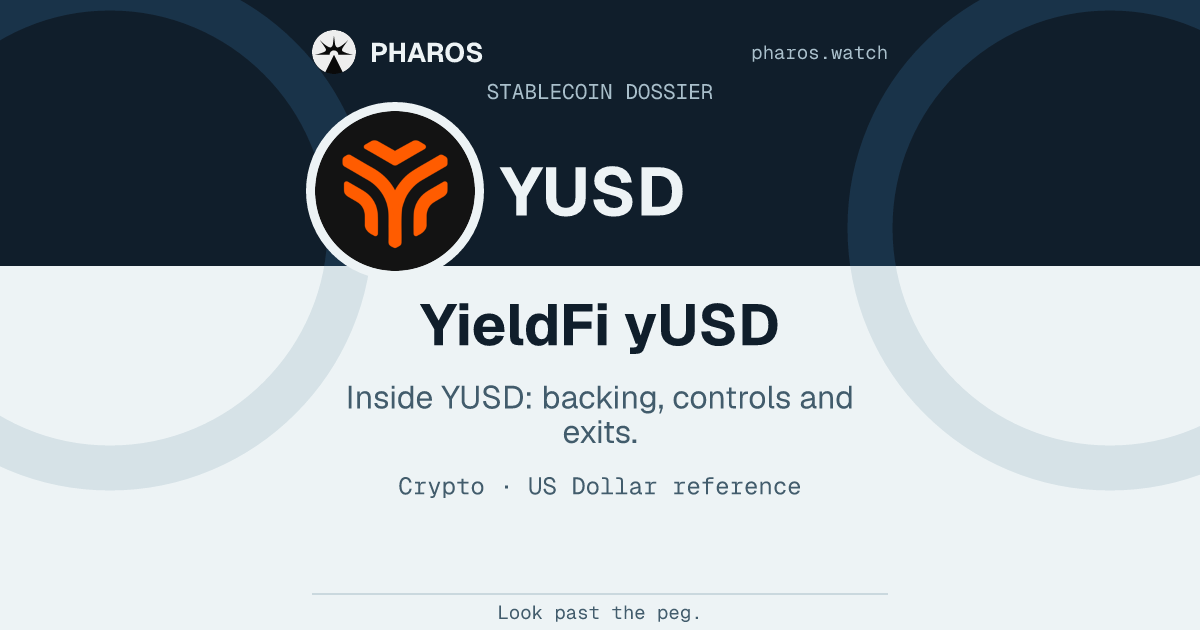 PHAROS
pharos.watch
STABLECOIN DOSSIER
YUSD
YieldFi yUSD
Inside YUSD: backing, controls and
exits.
Crypto · US Dollar reference
Look past the peg.